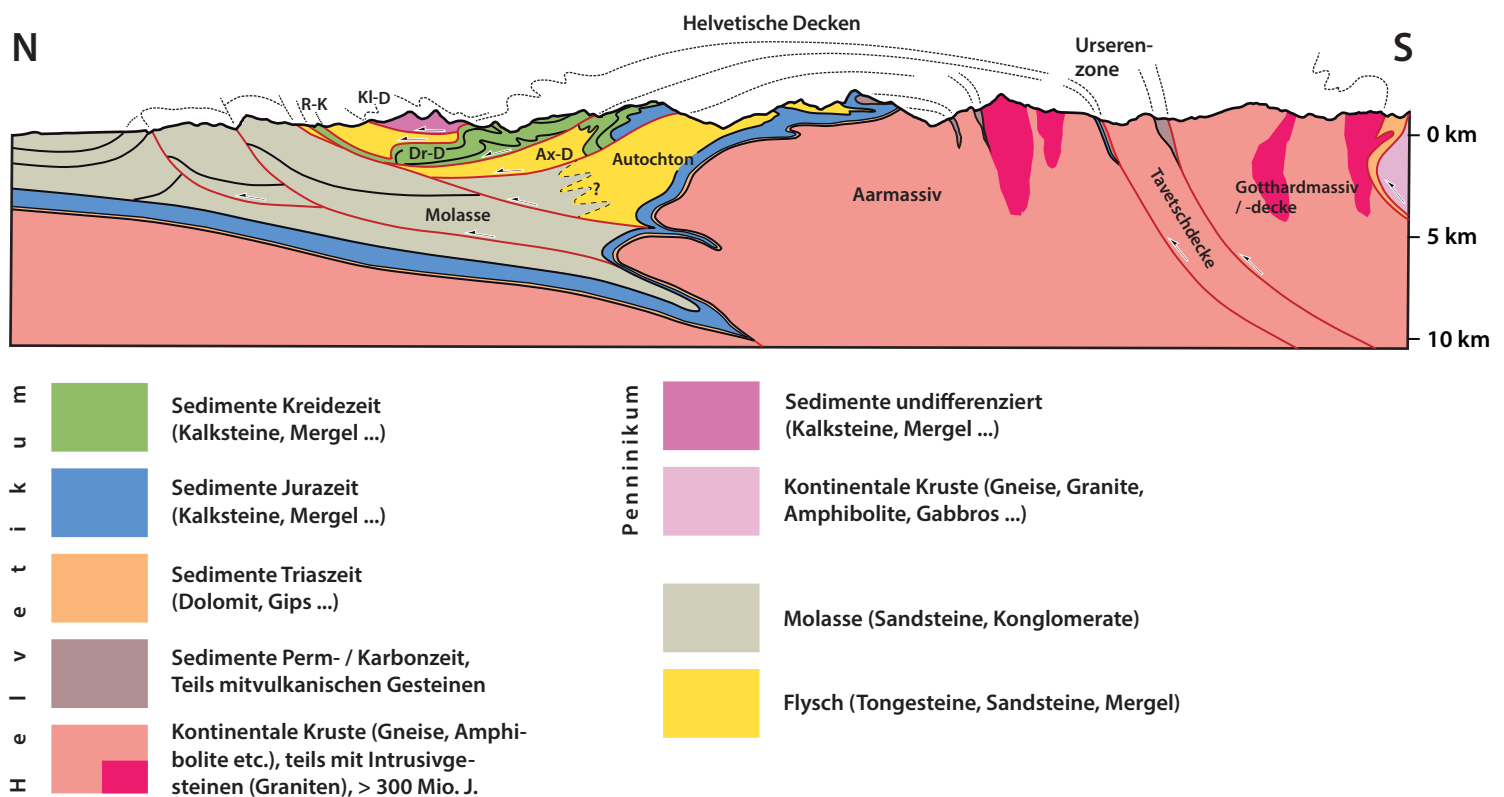 Helvetische Decken
N
Urseren-
zone
S
R-K
Kl-D
Dr-D
Ax-D
Autochton
?
Molasse
Aarmassiv
Tavetschdecke
Gotthardmassiv
/ -decke
0 km
5 km
10 km
Helvetikum
Sedimente Kreidezeit
(Kalksteine, Mergel ...)
Sedimente Jurazeit
(Kalksteine, Mergel ...)
Sedimente Triaszeit
(Dolomit, Gips ...)
Sedimente Perm- / Karbonzeit,
Teils mitvulkanischen Gesteinen
Kontinentale Kruste (Gneise, Amphi-
bolite etc.), teils mit Intrusivge-
steinen (Graniten), > 300 Mio. J.
Penninikum
Sedimente undifferenziert
(Kalksteine, Mergel ...)
Kontinentale Kruste (Gneise, Granite,
Amphibolite, Gabbros ...)
Molasse (Sandsteine, Konglomerate)
Flysch (Tongesteine, Sandsteine, Mergel)